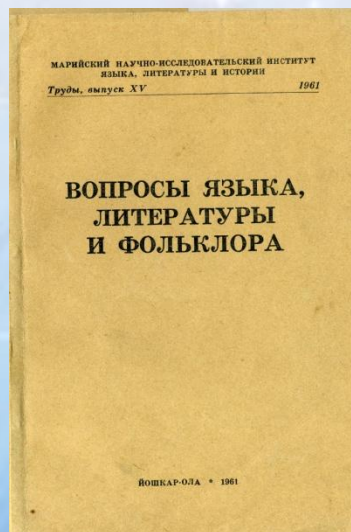 МАРИЙСКИЙ НАУЧНО-ИССЛЕДОВАТЕЛЬСКИЙ ИНСТИТУТ
ЯЗЫКА, ЛИТЕРАТУРЫ И ИСТОРИИ
Труды, выпуск XV 1961
ВОПРОСЫ ЯЗЫКА,
ЛИТЕРАТУРЫ
И ФОЛЬКЛОРА
ЙОШКАР-ОЛА * 1961